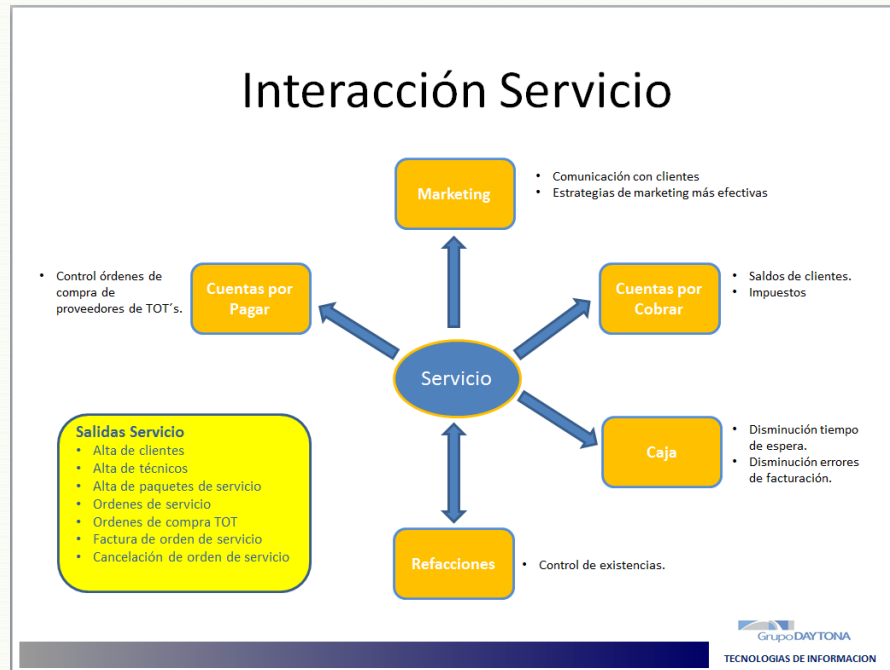 Interacción Servicio
Marketing
• Comunicación con clientes
• Estrategias de marketing más efectivas
• Control órdenes de
compra de
proveedores de TOT´s.
Cuentas por
Pagar
Cuentas por
Cobrar
• Saldos de clientes.
• Impuestos
Servicio
Salidas Servicio
• Alta de clientes
• Alta de técnicos
• Alta de paquetes de servicio
• Ordenes de servicio
• Ordenes de compra TOT
• Factura de orden de servicio
• Cancelación de orden de servicio
Caja
• Disminución tiempo
de espera.
• Disminución errores
de facturación.
Refacciones
• Control de existencias.
GrupoDAYTONA
TECNOLOGIAS DE INFORMACION